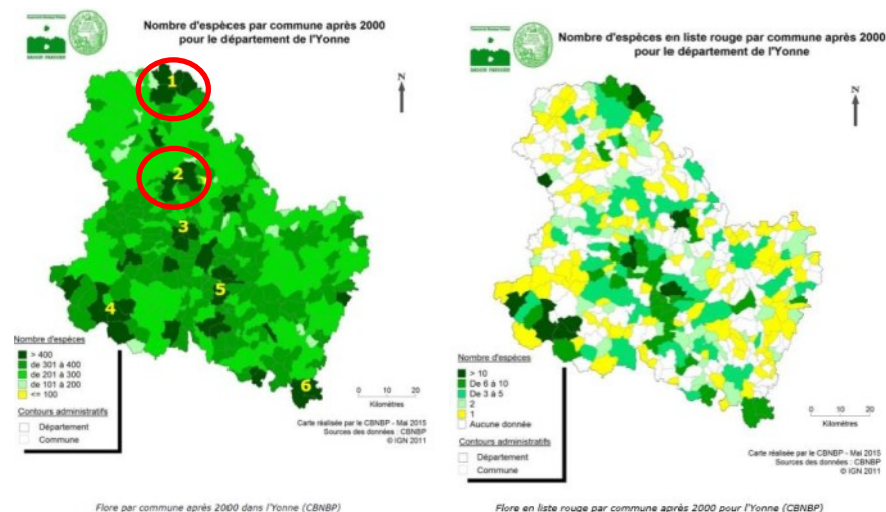 Nombre d'espèces par commune après 2000
pour le département de l'Yonne
N
1
2
3
4
5
6
Nombre d'espèces
> 400
de 301 à 400
de 201 à 300
de 101 à 200
<= 100
Contours administratifs
Département
Commune
0 10 20
Kilomètres
Carte réalisée par le CBNBP - Mai 2015
Sources des données : CBNBP
© IGN 2011
Flore par commune après 2000 dans l'Yonne (CBNBP)
Nombre d'espèces en liste rouge par commune après 2000
pour le département de l'Yonne
N
Nombre d'espèces
> 10
De 6 à 10
De 3 à 5
2
1
Aucune donnée
Contours administratifs
Département
Commune
0 10 20
Kilomètres
Carte réalisée par le CBNBP - Mai 2015
Sources des données : CBNBP
© IGN 2011
Flore en liste rouge par commune après 2000 pour l'Yonne (CBNBP)